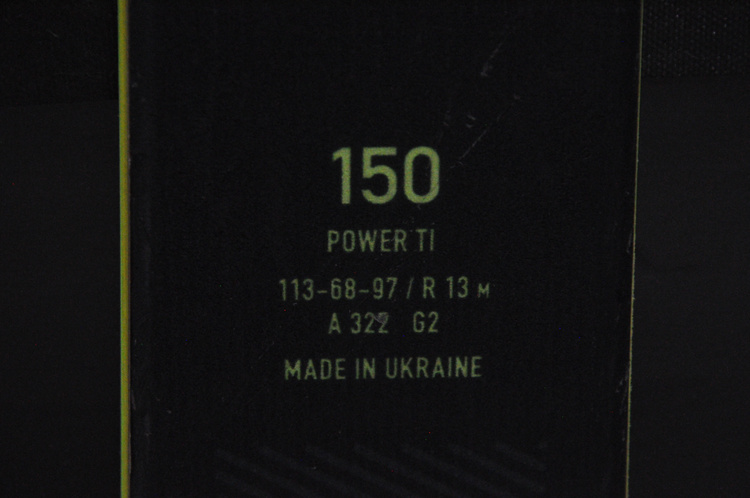 150
POWER TI
113-68-97 / R 13 M
A 322 G2
MADE IN UKRAINE